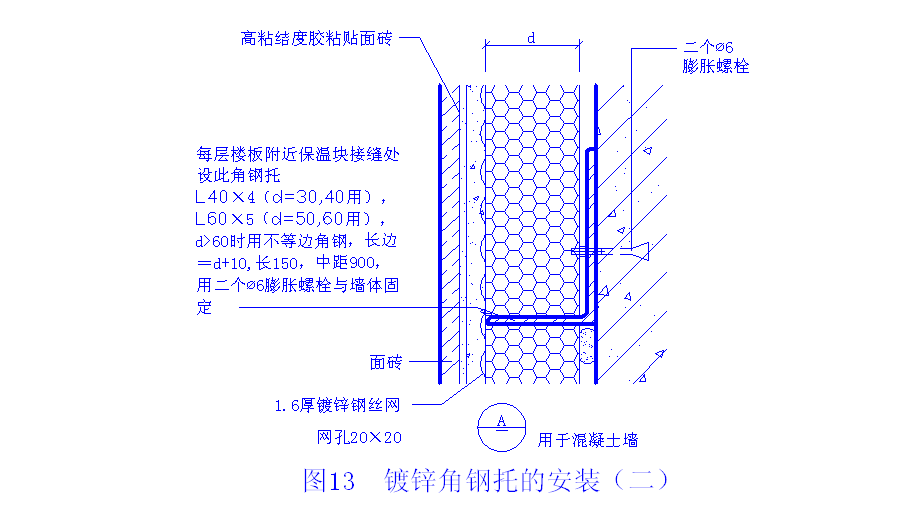 高粘结度胶粘贴面砖
d
二个∅6
膨胀螺栓
每层楼板附近保温块接缝处
设此角钢托
L40×4（d=30,40用），
L60×5（d=50,60用），
d>60时用不等边角钢，长边
=d+10,长150，中距900，
用二个∅6膨胀螺栓与墙体固
定
面砖
1.6厚镀锌钢丝网
网孔20×20
A
用于混凝土墙
图13 镀锌角钢托的安装（二）